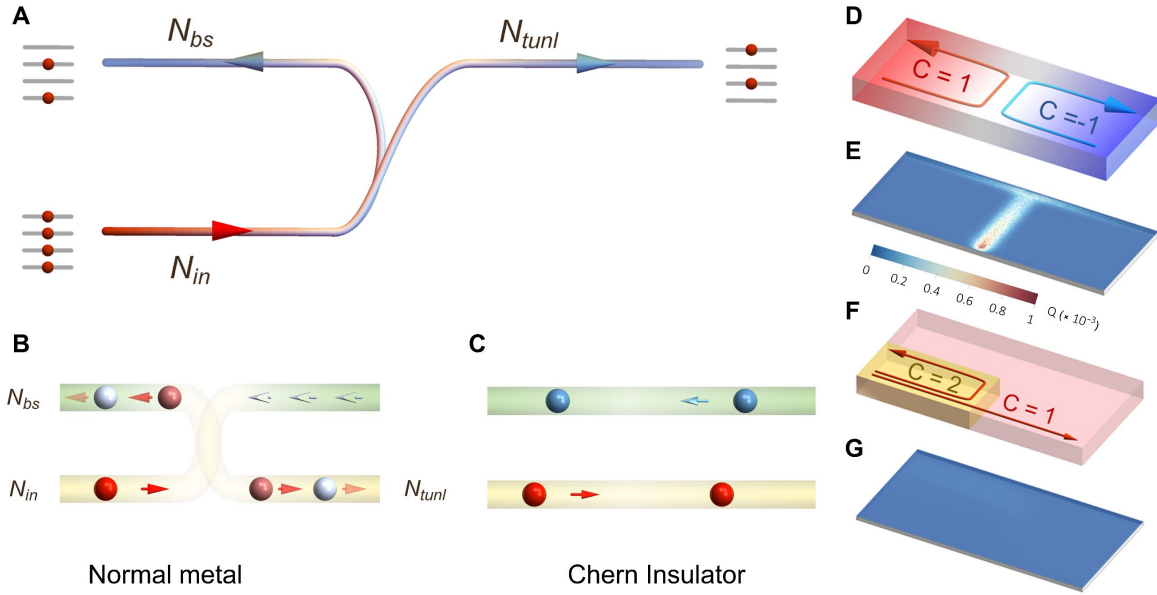 A
N_bs
N_tunl
N_in
B
N_bs
N_in
N_tunl
Normal metal
C
Chern Insulator
D
C = 1
C =-1
E
0 0.2 0.4 0.6 0.8 1
Q (× 10⁻³)
F
C = 2
C = 1
G